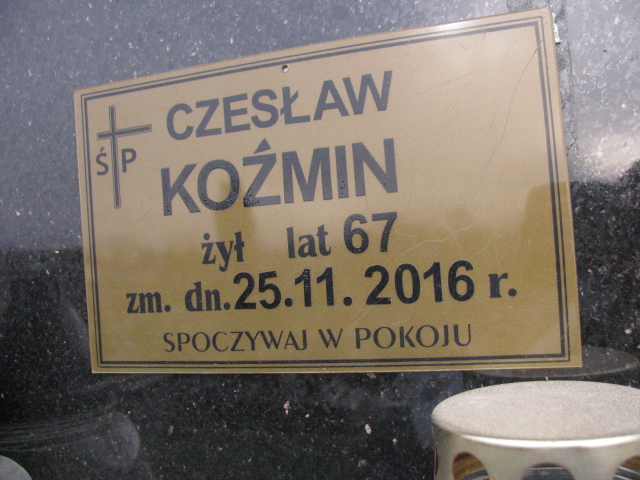 ŚP
CZESŁAW
KOŹMIN
żył lat 67
zm. dn. 25.11. 2016 r.
SPOCZYWAJ W POKOJU